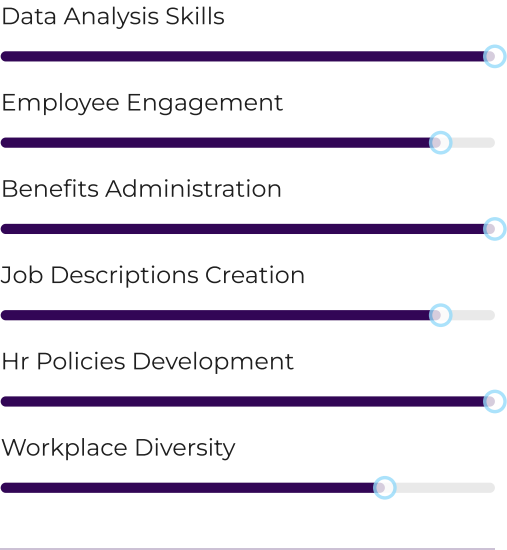 Data Analysis Skills
Employee Engagement
Benefits Administration
Job Descriptions Creation
Hr Policies Development
Workplace Diversity